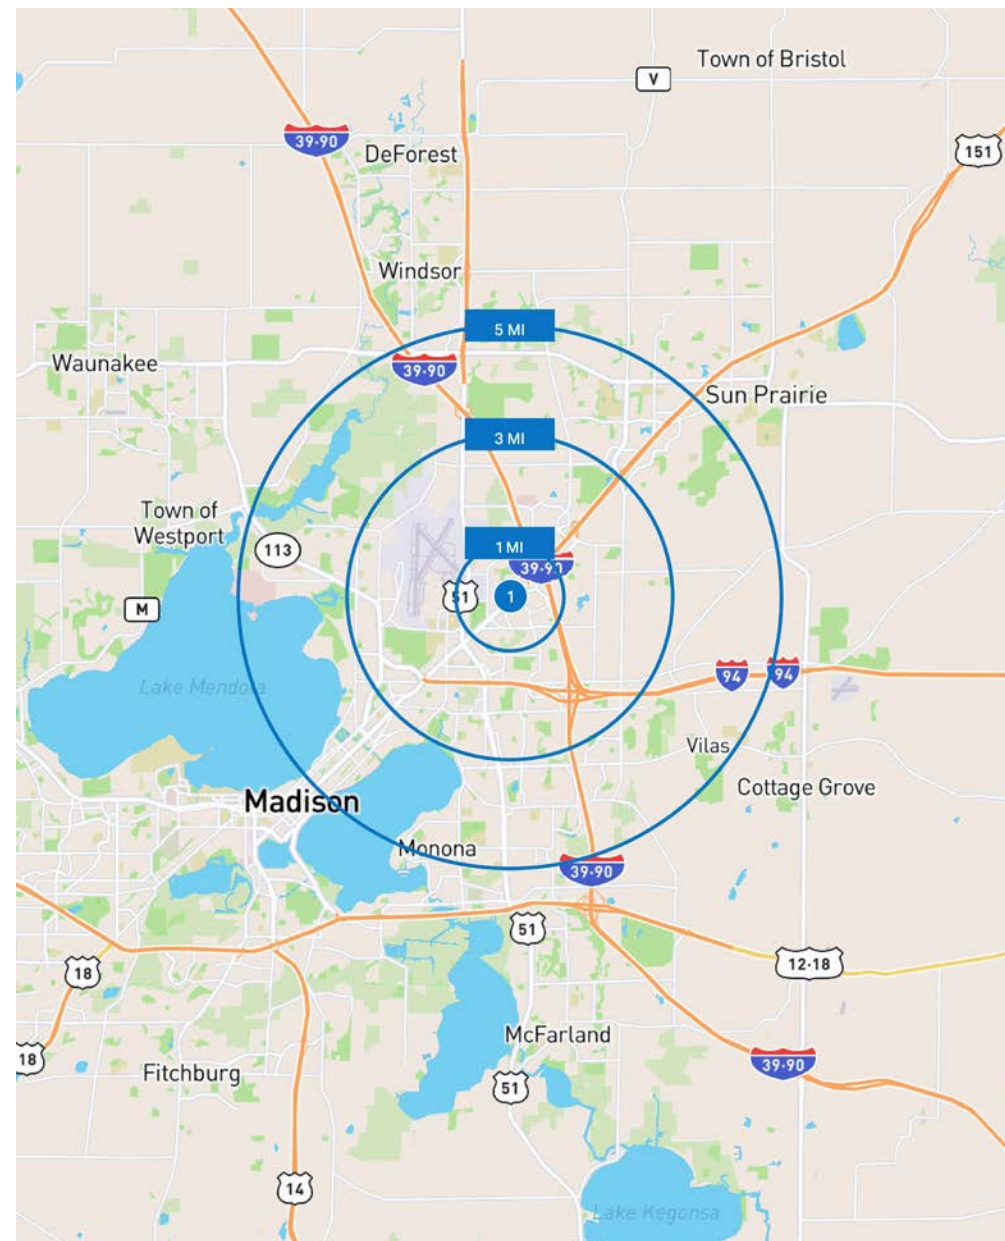 Town of Bristol
V
39·90
151
DeForest
Windsor
5 MI
Waunakee
39·90
Sun Prairie
3 MI
Town of
Westport
113
1 MI
39·90
51
1
M
Lake Mendota
94
94
Vilas
Cottage Grove
Madison
Monona
39·90
51
18
12·18
McFarland
18
39·90
Fitchburg
51
14
Lake Kegonsa